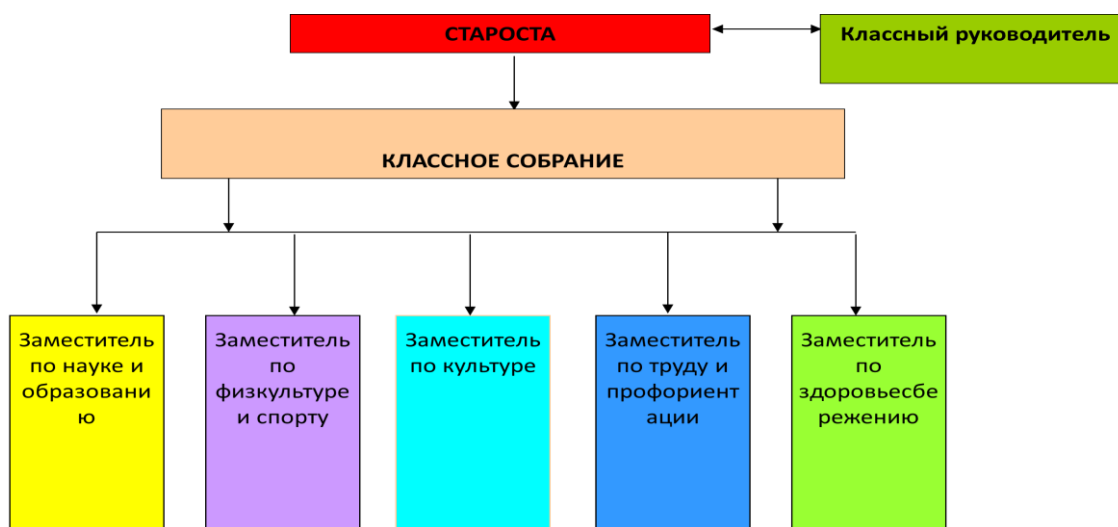 СТАРОСТА
Классный руководитель
КЛАССНОЕ СОБРАНИЕ
Заместитель
по науке и
образовани
ю
Заместитель
по
физкультуре
и спорту
Заместитель
по культуре
Заместитель
по труду и
профориент
ации
Заместитель
по
здоровьесбе
режению